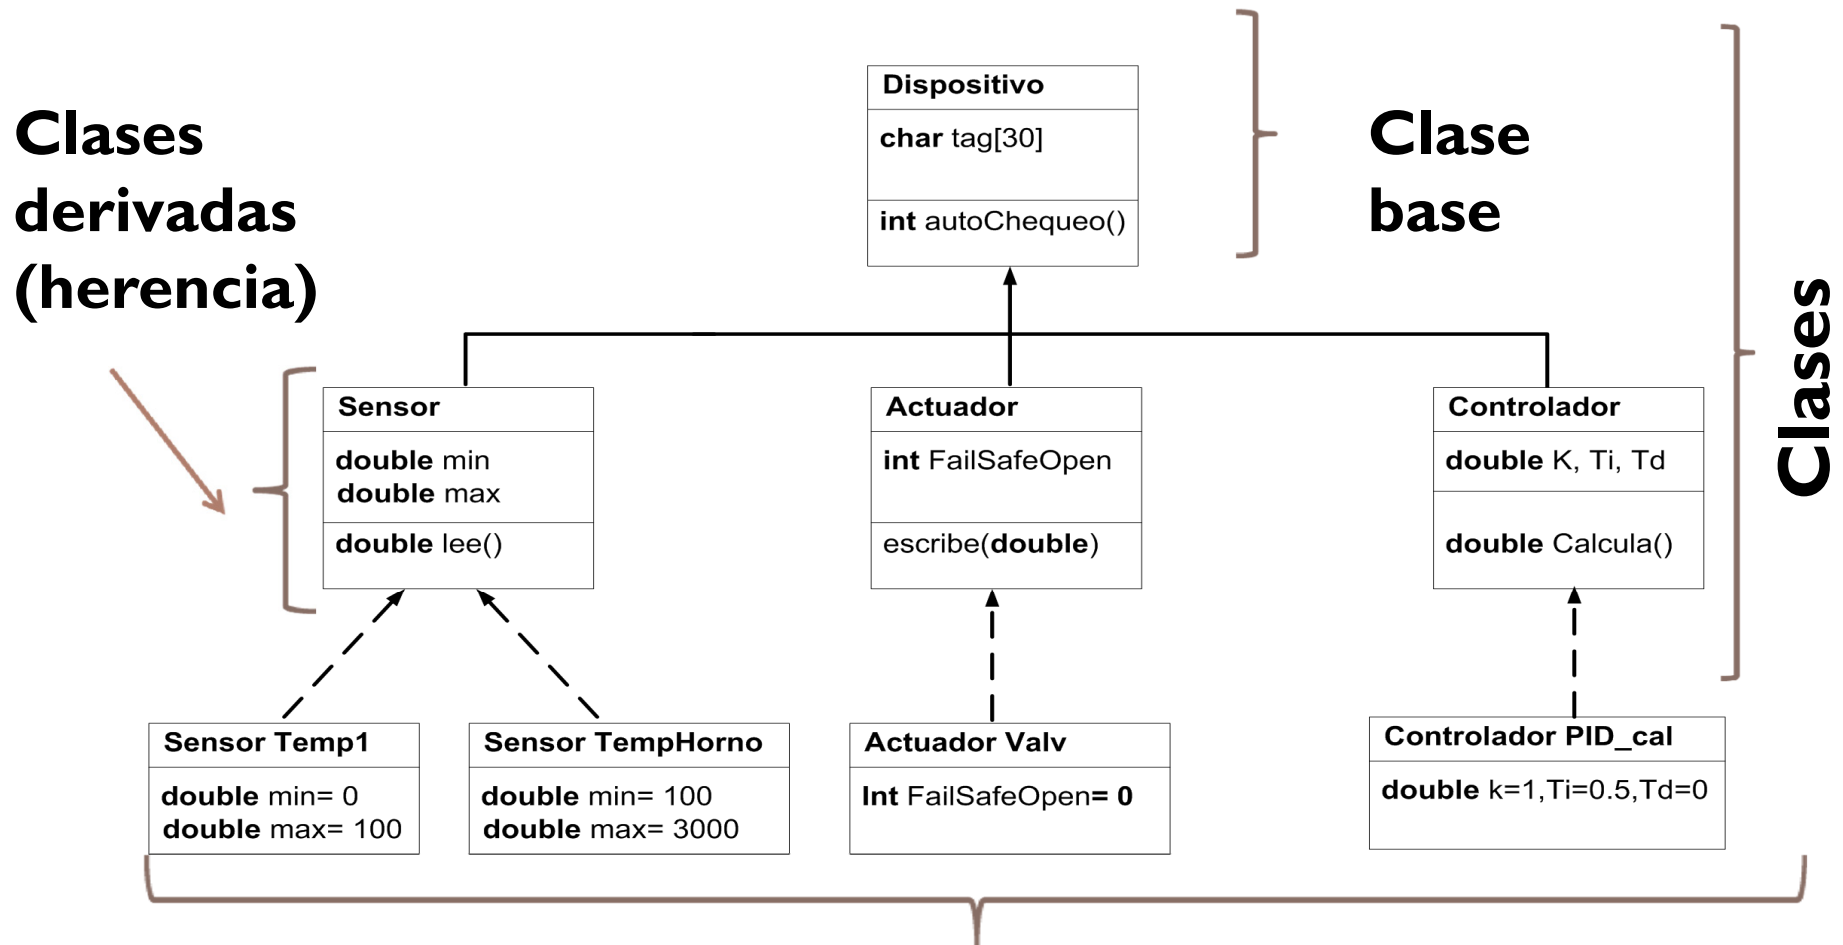 Dispositivo
char tag[30]
int autoChequeo()
Clases
derivadas
(herencia)
Clase
base
Clases
Sensor
double min
double max
double lee()
Actuador
int FailSafeOpen
escribe(double)
Controlador
double K, Ti, Td
double Calcula()
Sensor Temp1
double min= 0
double max= 100
Sensor TempHorno
double min= 100
double max= 3000
Actuador Valv
Int FailSafeOpen= 0
Controlador PID_cal
double k=1,Ti=0.5,Td=0